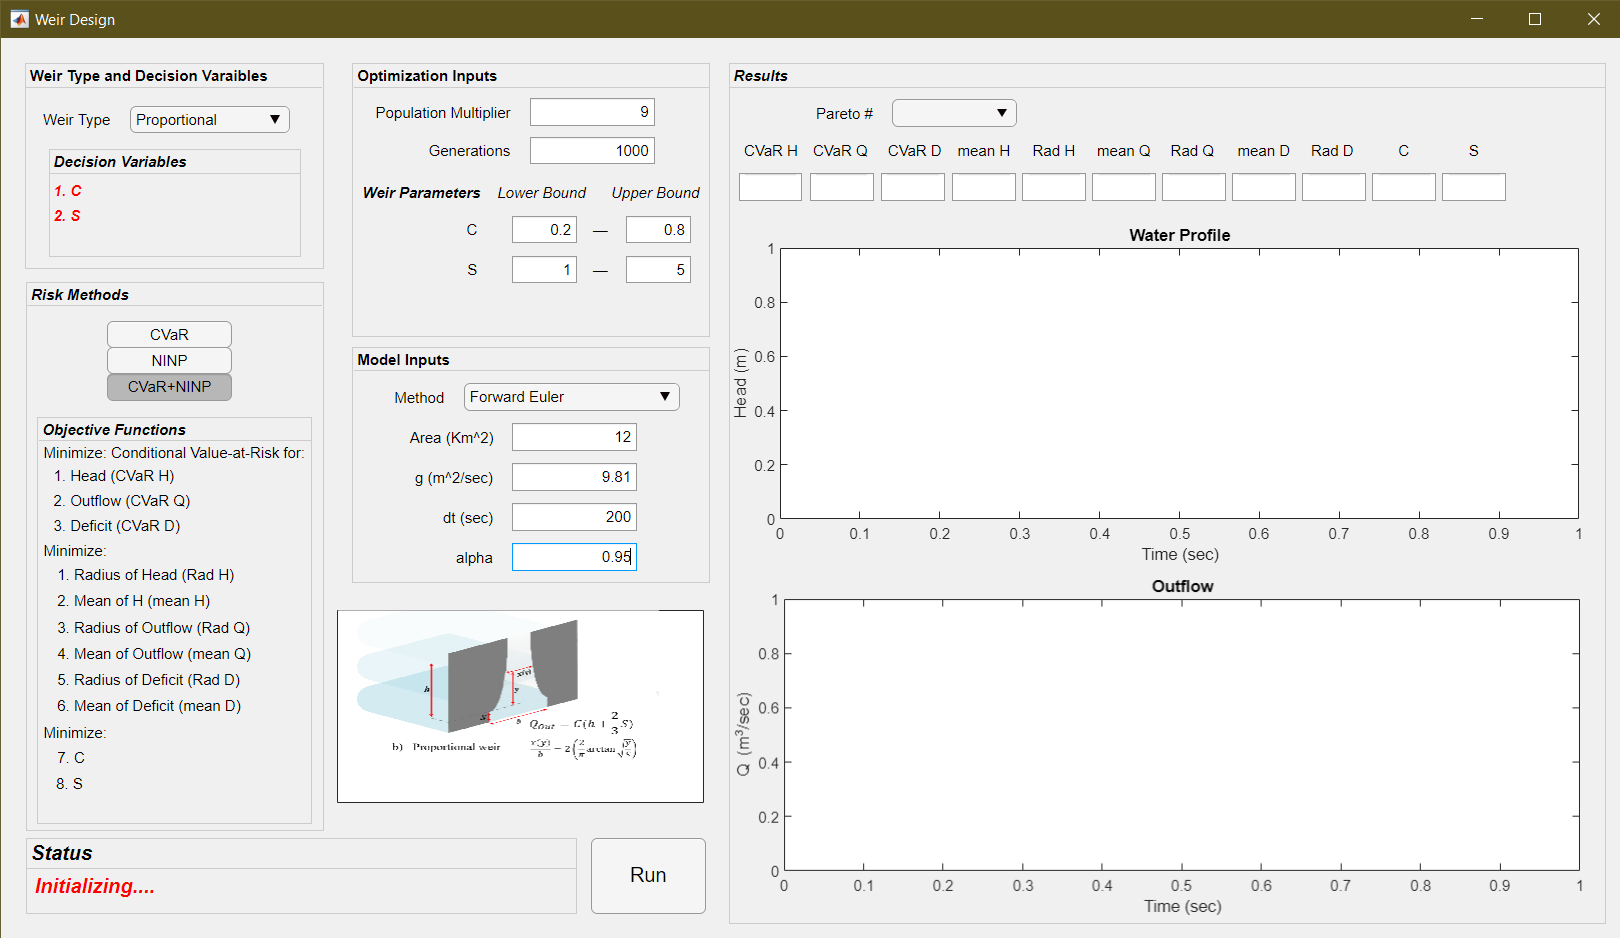 Weir Design
Weir Type and Decision Varaibles
Weir Type Proportional
Decision Variables
1. C
2. S
Risk Methods
CVaR
NINP
CVaR+NINP
Objective Functions
Minimize: Conditional Value-at-Risk for:
1. Head (CVaR H)
2. Outflow (CVaR Q)
3. Deficit (CVaR D)
Minimize:
1. Radius of Head (Rad H)
2. Mean of H (mean H)
3. Radius of Outflow (Rad Q)
4. Mean of Outflow (mean Q)
5. Radius of Deficit (Rad D)
6. Mean of Deficit (mean D)
Minimize:
7. C
8. S
Status
Initializing....
Optimization Inputs
Population Multiplier 9
Generations 1000
Weir Parameters Lower Bound Upper Bound
C 0.2 — 0.8
S 1 — 5
Model Inputs
Method Forward Euler
Area (Km^2) 12
g (m^2/sec) 9.81
dt (sec) 200
alpha 0.95
h
y
b) Proportional weir
Run
Results
Pareto #
CVaR H CVaR Q CVaR D mean H Rad H mean Q Rad Q mean D Rad D C S
Water Profile
Head (m)
1
0.8
0.6
0.4
0.2
0
0 0.1 0.2 0.3 0.4 0.5 0.6 0.7 0.8 0.9 1
Time (sec)
Outflow
Q (m³/sec)
1
0.8
0.6
0.4
0.2
0
0 0.1 0.2 0.3 0.4 0.5 0.6 0.7 0.8 0.9 1
Time (sec)